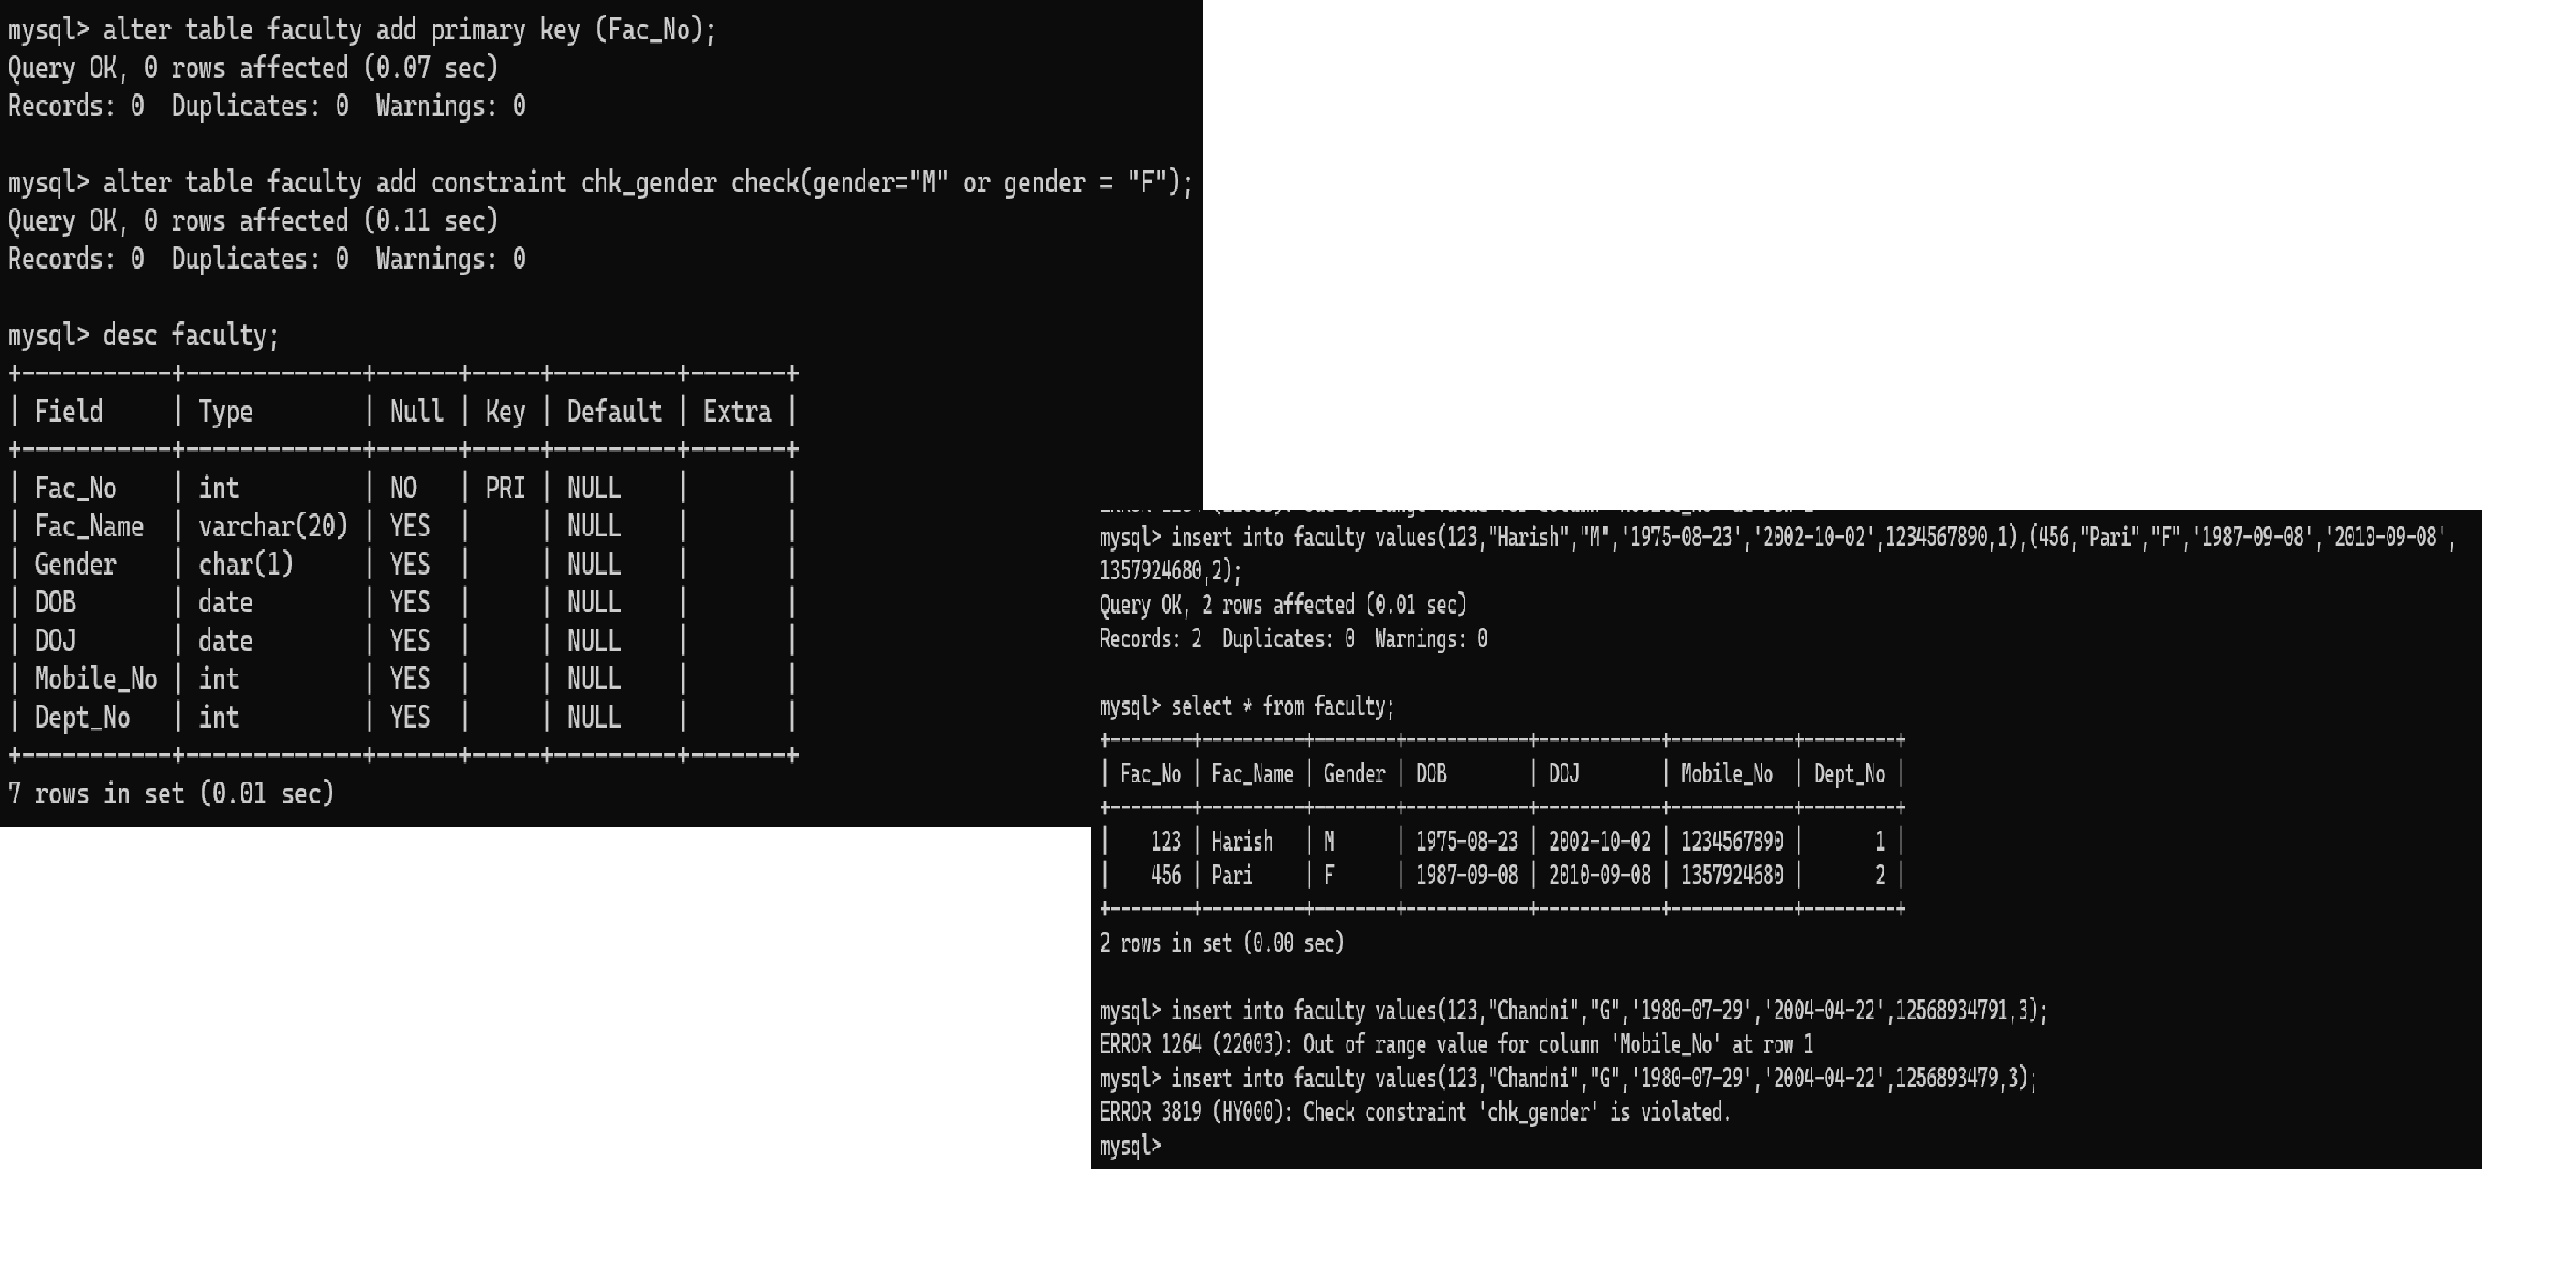 mysql> alter table faculty add primary key (Fac_No);
Query OK, 0 rows affected (0.07 sec)
Records: 0  Duplicates: 0  Warnings: 0
mysql> alter table faculty add constraint chk_gender check(gender="M" or gender = "F");
Query OK, 0 rows affected (0.11 sec)
Records: 0  Duplicates: 0  Warnings: 0
mysql> desc faculty;
+-----------+-------------+------+-----+---------+-------+
| Field     | Type        | Null | Key | Default | Extra |
+-----------+-------------+------+-----+---------+-------+
| Fac_No    | int         | NO   | PRI | NULL    |       |
| Fac_Name  | varchar(20) | YES  |     | NULL    |       |
| Gender    | char(1)     | YES  |     | NULL    |       |
| DOB       | date        | YES  |     | NULL    |       |
| DOJ       | date        | YES  |     | NULL    |       |
| Mobile_No | int         | YES  |     | NULL    |       |
| Dept_No   | int         | YES  |     | NULL    |       |
+-----------+-------------+------+-----+---------+-------+
7 rows in set (0.01 sec)
mysql> insert into faculty values(123,"Harish","M",'1975-08-23','2002-10-02',1234567890,1),(456,"Pari","F",'1987-09-08','2010-09-08',
1357924680,2);
Query OK, 2 rows affected (0.01 sec)
Records: 2  Duplicates: 0  Warnings: 0
mysql> select * from faculty;
+--------+----------+--------+------------+------------+------------+---------+
| Fac_No | Fac_Name | Gender | DOB        | DOJ        | Mobile_No  | Dept_No |
+--------+----------+--------+------------+------------+------------+---------+
|    123 | Harish   | M      | 1975-08-23 | 2002-10-02 | 1234567890 |       1 |
|    456 | Pari     | F      | 1987-09-08 | 2010-09-08 | 1357924680 |       2 |
+--------+----------+--------+------------+------------+------------+---------+
2 rows in set (0.00 sec)
mysql> insert into faculty values(123,"Chandni","G",'1980-07-29','2004-04-22',12568934791,3);
ERROR 1264 (22003): Out of range value for column 'Mobile_No' at row 1
mysql> insert into faculty values(123,"Chandni","G",'1980-07-29','2004-04-22',1256893479,3);
ERROR 3819 (HY000): Check constraint 'chk_gender' is violated.
mysql>